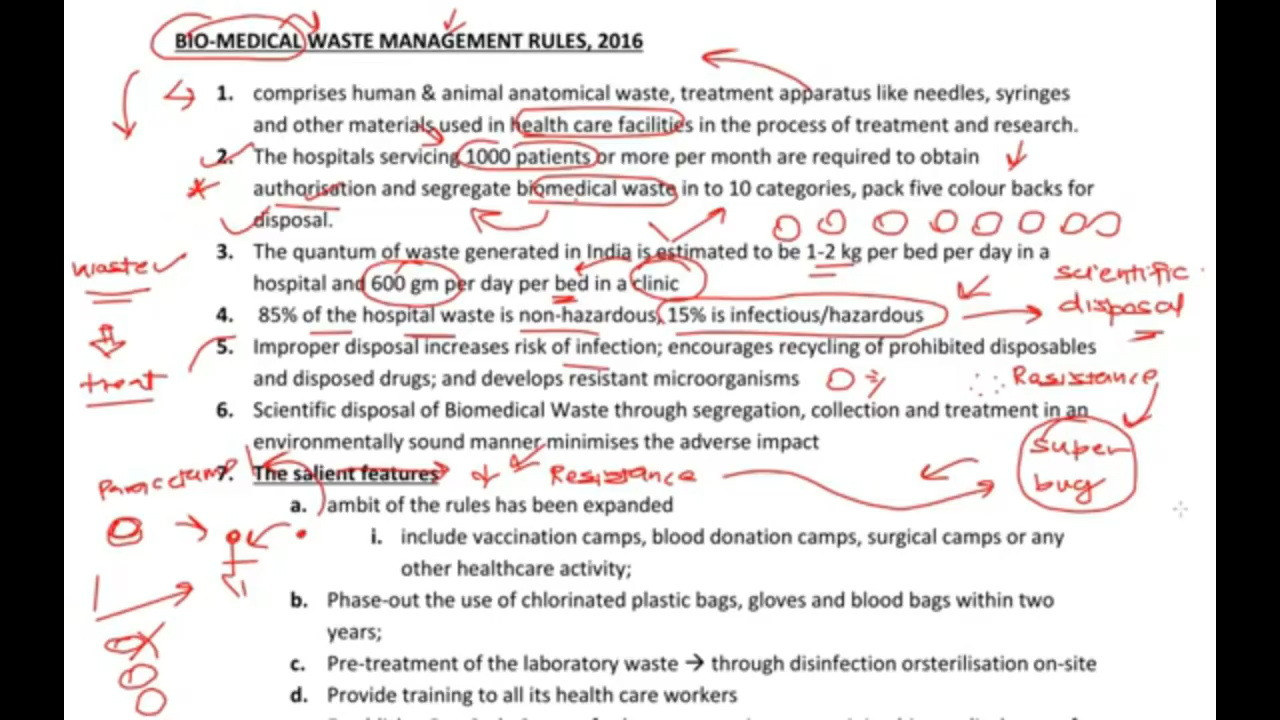 BIO-MEDICAL WASTE MANAGEMENT RULES, 2016
1. comprises human & animal anatomical waste, treatment apparatus like needles, syringes
and other materials used in health care facilities in the process of treatment and research.
2. The hospitals servicing 1000 patients or more per month are required to obtain
authorisation and segregate biomedical waste in to 10 categories, pack five colour backs for
disposal.
3. The quantum of waste generated in India is estimated to be 1-2 kg per bed per day in a
hospital and 600 gm per day per bed in a clinic
waste
scientific
disposal
4. 85% of the hospital waste is non-hazardous, 15% is infectious/hazardous
5. Improper disposal increases risk of infection; encourages recycling of prohibited disposables
and disposed drugs; and develops resistant microorganisms
treat
Resistance
6. Scientific disposal of Biomedical Waste through segregation, collection and treatment in an
environmentally sound manner minimises the adverse impact
super
bug
7. The salient features
Resistance
a. ambit of the rules has been expanded
i. include vaccination camps, blood donation camps, surgical camps or any
other healthcare activity;
b. Phase-out the use of chlorinated plastic bags, gloves and blood bags within two
years;
c. Pre-treatment of the laboratory waste → through disinfection orsterilisation on-site
d. Provide training to all its health care workers